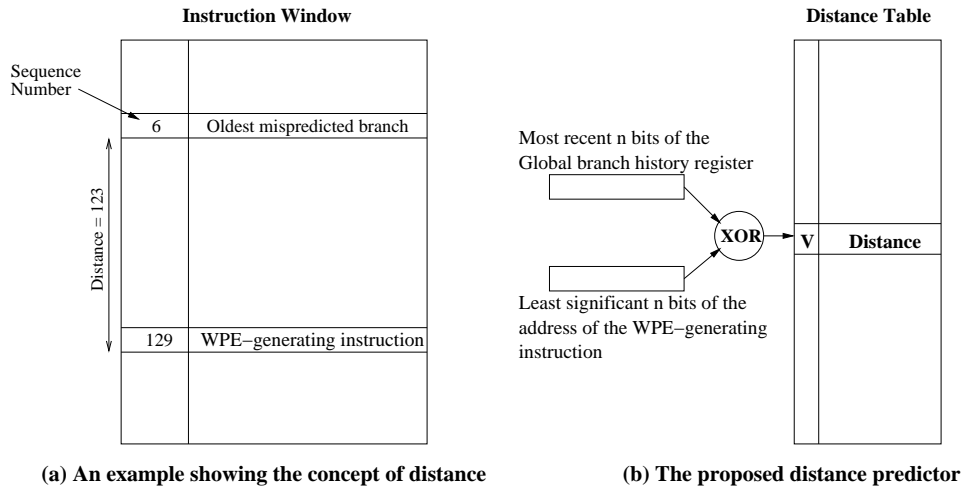 Instruction Window
Sequence
Number
6 Oldest mispredicted branch
Distance = 123
129 WPE−generating instruction
(a) An example showing the concept of distance
Distance Table
Most recent n bits of the
Global branch history register
XOR
V Distance
Least significant n bits of the
address of the WPE−generating
instruction
(b) The proposed distance predictor